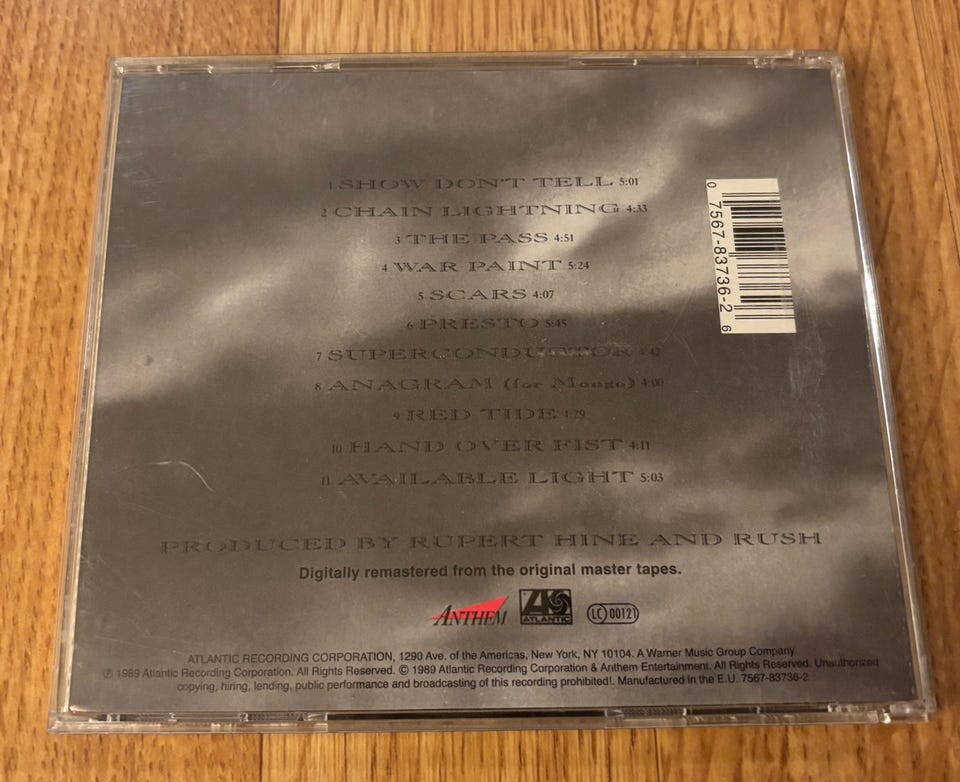 1 SHOW DON'T TELL 5:01
2 CHAIN LIGHTNING 4:33
3 THE PASS 4:51
4 WAR PAINT 5:24
5 SCARS 4:07
6 PRESTO 5:45
7 SUPERCONDUCTOR 4:47
8 ANAGRAM (for Mongo) 4:00
9 RED TIDE 4:29
10 HAND OVER FIST 4:11
11 AVAILABLE LIGHT 5:03
0 7567-83736-2 6
PRODUCED BY RUPERT HINE AND RUSH
Digitally remastered from the original master tapes.
ANTHEM
ATLANTIC
LC 00121
ATLANTIC RECORDING CORPORATION, 1290 Ave. of the Americas, New York, NY 10104. A Warner Music Group Company
℗ 1989 Atlantic Recording Corporation. All Rights Reserved. © 1989 Atlantic Recording Corporation & Anthem Entertainment. All Rights Reserved. Unauthorized
copying, hiring, lending, public performance and broadcasting of this recording prohibited!. Manufactured in the E.U. 7567-83736-2